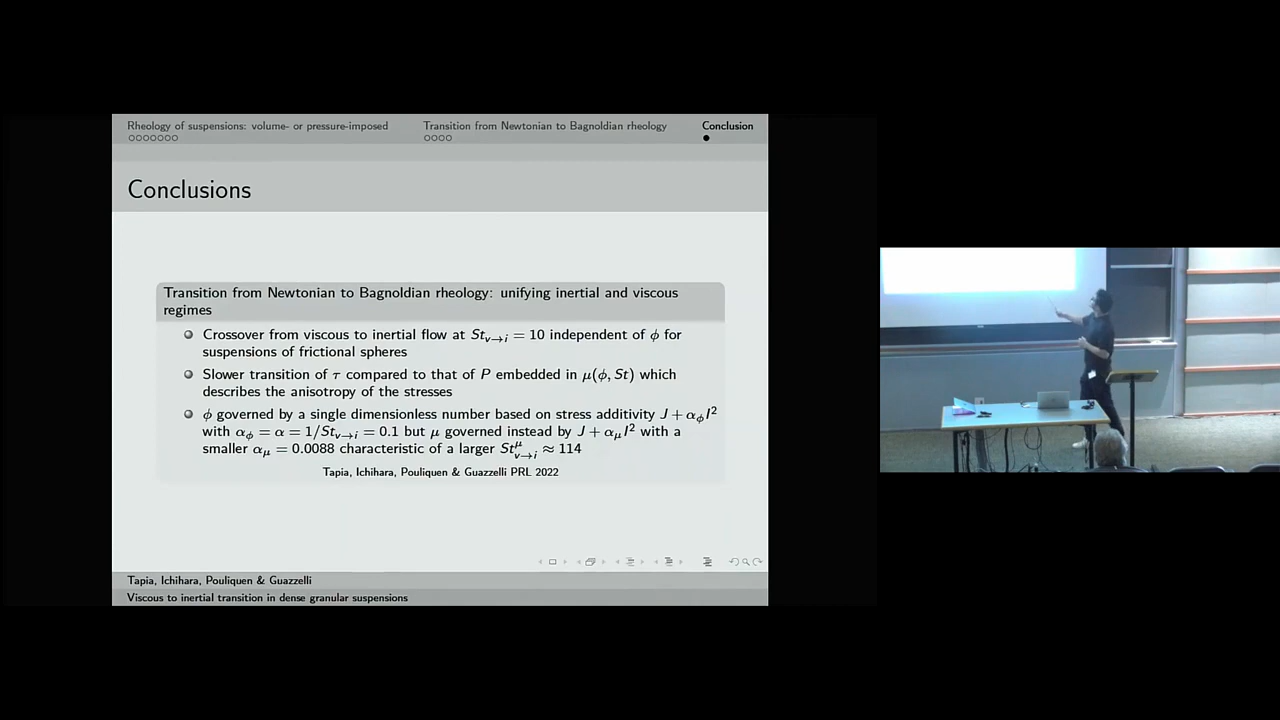 Rheology of suspensions: volume- or pressure-imposed
Transition from Newtonian to Bagnoldian rheology
Conclusion
Conclusions
Transition from Newtonian to Bagnoldian rheology: unifying inertial and viscous
regimes
Crossover from viscous to inertial flow at St_{v→i} = 10 independent of ϕ for
suspensions of frictional spheres
Slower transition of τ compared to that of P embedded in μ(ϕ, St) which
describes the anisotropy of the stresses
ϕ governed by a single dimensionless number based on stress additivity J + α_ϕ I²
with α_ϕ = α = 1/St_{v→i} = 0.1 but μ governed instead by J + α_μ I² with a
smaller α_μ = 0.0088 characteristic of a larger St^μ_{v→i} ≈ 114
Tapia, Ichihara, Pouliquen & Guazzelli PRL 2022
Tapia, Ichihara, Pouliquen & Guazzelli
Viscous to inertial transition in dense granular suspensions